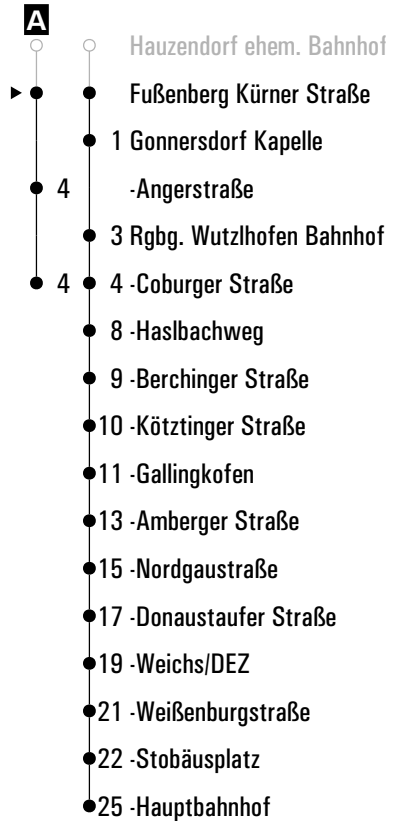 A
Hauzendorf ehem. Bahnhof
Fußenberg Kürner Straße
1 Gonnersdorf Kapelle
4 -Angerstraße
3 Rgbg. Wutzlhofen Bahnhof
4 4 -Coburger Straße
8 -Haslbachweg
9 -Berchinger Straße
10 -Kötztinger Straße
11 -Gallingkofen
13 -Amberger Straße
15 -Nordgaustraße
17 -Donaustaufer Straße
19 -Weichs/DEZ
21 -Weißenburgstraße
22 -Stobäusplatz
25 -Hauptbahnhof